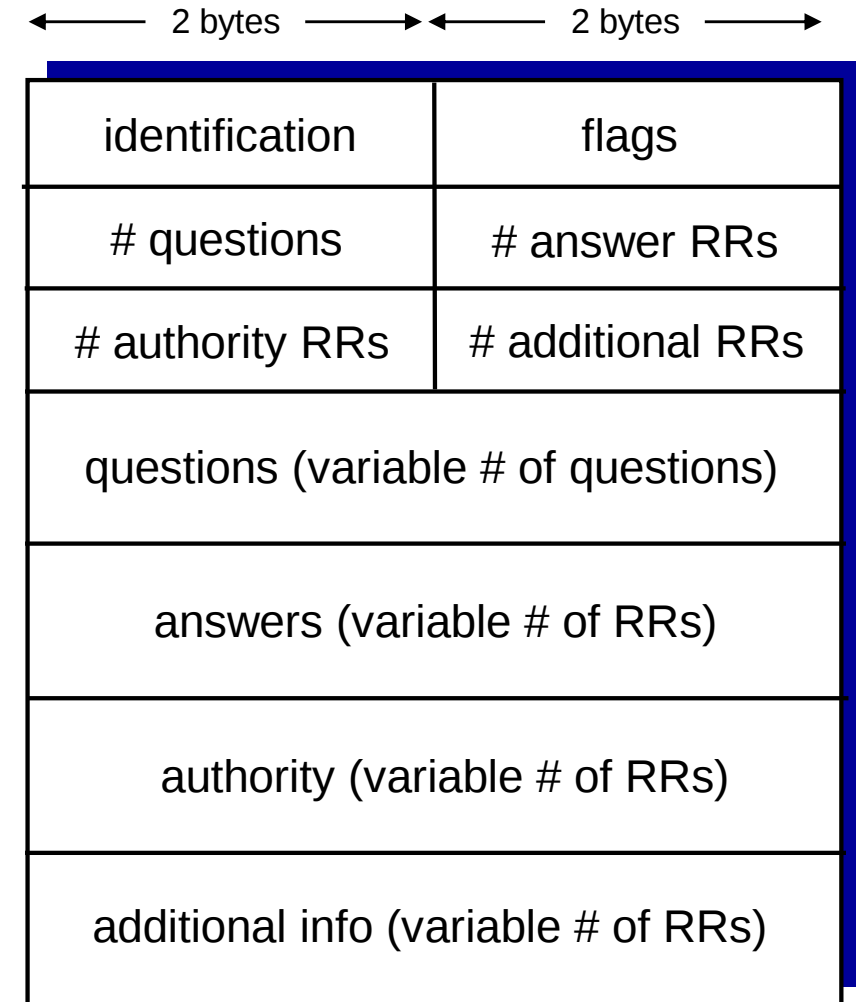 2 bytes 2 bytes
identification flags
# questions # answer RRs
# authority RRs # additional RRs
questions (variable # of questions)
answers (variable # of RRs)
authority (variable # of RRs)
additional info (variable # of RRs)